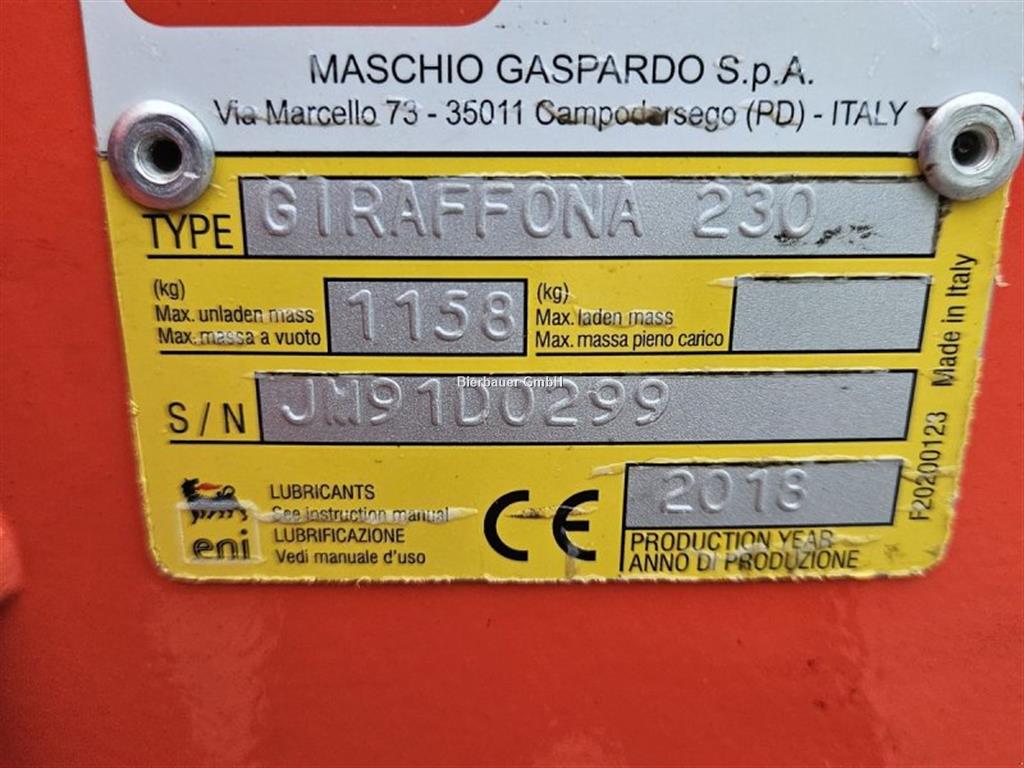 MASCHIO GASPARDO S.p.A.
Via Marcello 73 - 35011 Campodarsego (PD) - ITALY
TYPE GIRAFFONA 230
(kg)
Max. unladen mass
Max. massa a vuoto
1158
(kg)
Max. laden mass
Max. massa pieno carico
Bierbauer GmbH
S/N JM91D0299
eni
LUBRICANTS
See instruction manual
LUBRIFICAZIONE
Vedi manuale d'uso
CE
2018
PRODUCTION YEAR
ANNO DI PRODUZIONE
F20200123 Made in Italy